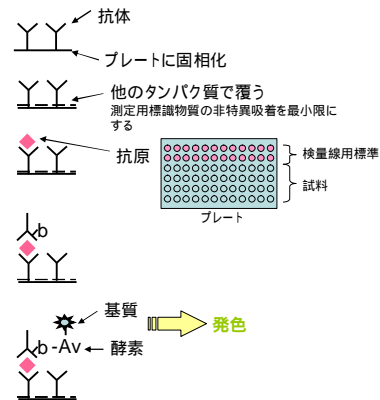 抗体
プレートに固相化
他のタンパク質で覆う
測定用標識物質の非特異吸着を最小限に
する
抗原
検量線用標準
試料
プレート
b
基質
発色
b-Av
酵素